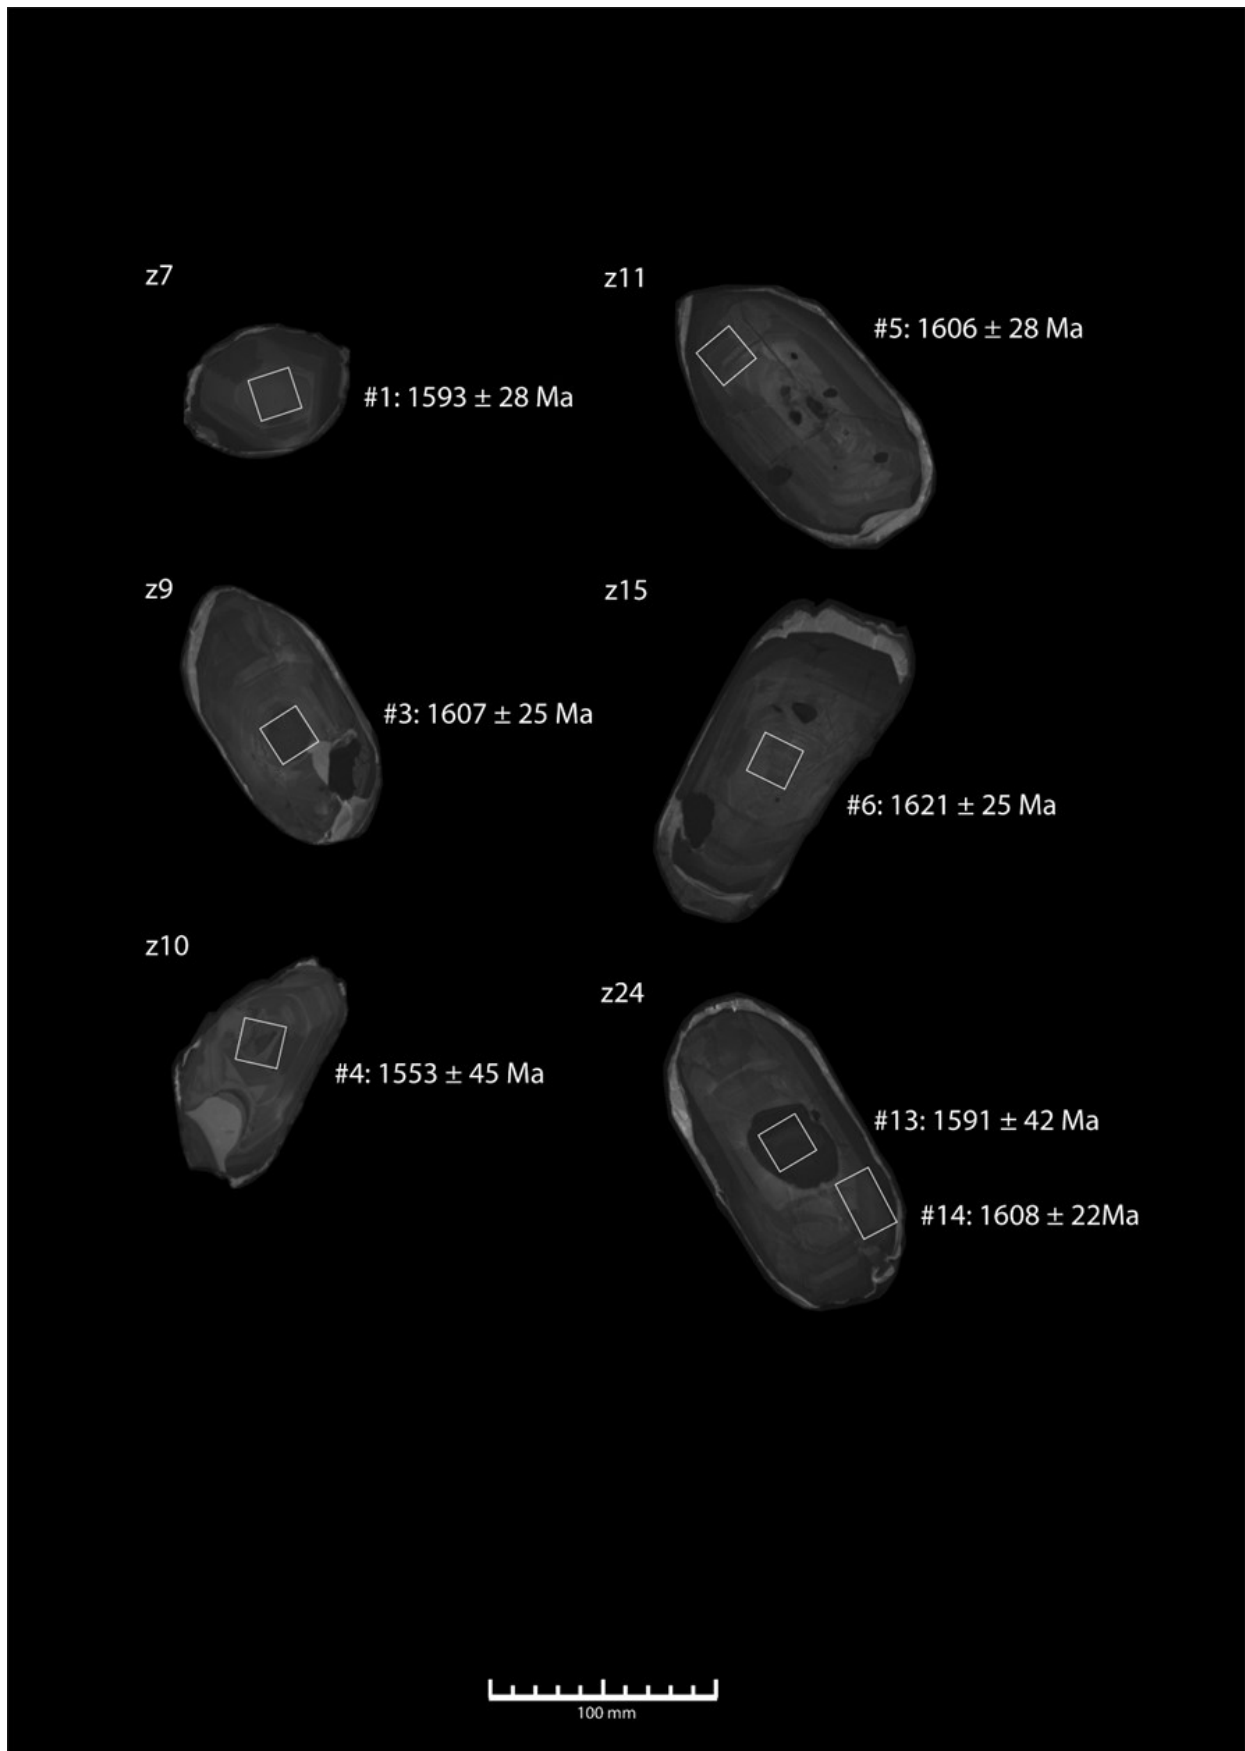 z7
#1: 1593 ± 28 Ma
z9
#3: 1607 ± 25 Ma
z10
#4: 1553 ± 45 Ma
z11
#5: 1606 ± 28 Ma
z15
#6: 1621 ± 25 Ma
z24
#13: 1591 ± 42 Ma
#14: 1608 ± 22Ma
100 mm